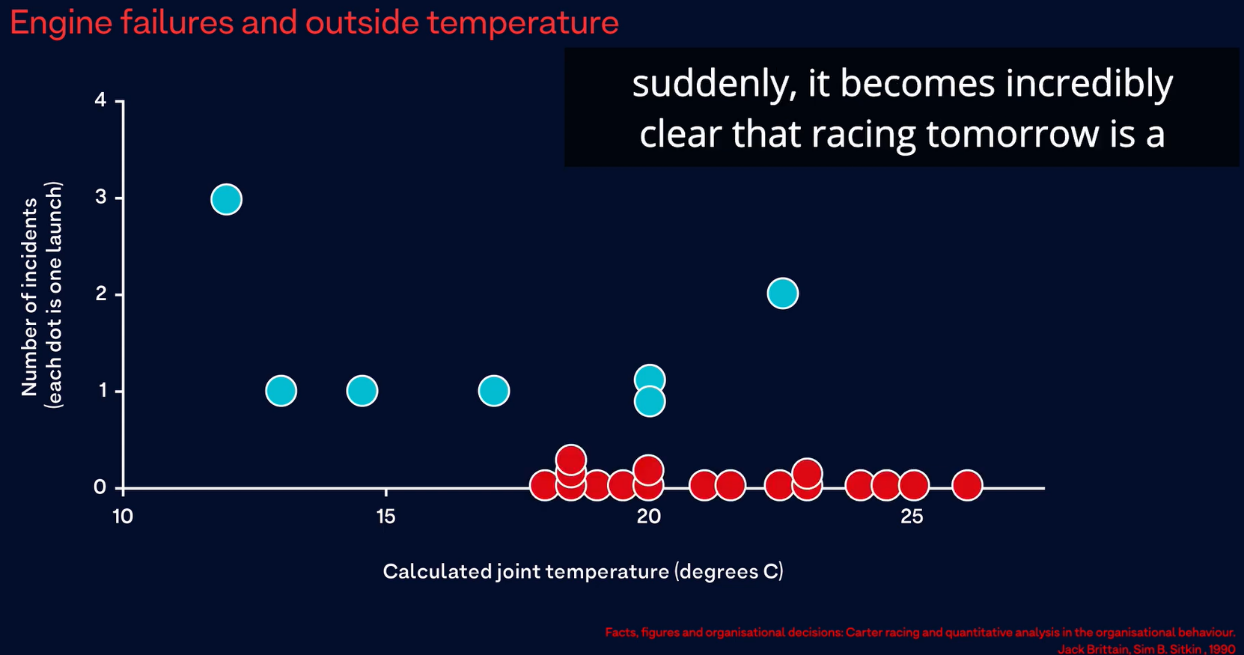 Engine failures and outside temperature
suddenly, it becomes incredibly
clear that racing tomorrow is a
Number of incidents
(each dot is one launch)
4
3
2
1
0
10 15 20 25
Calculated joint temperature (degrees C)
Facts, figures and organisational decisions: Carter racing and quantitative analysis in the organisational behaviour.
Jack Brittain, Sim B. Sitkin , 1990